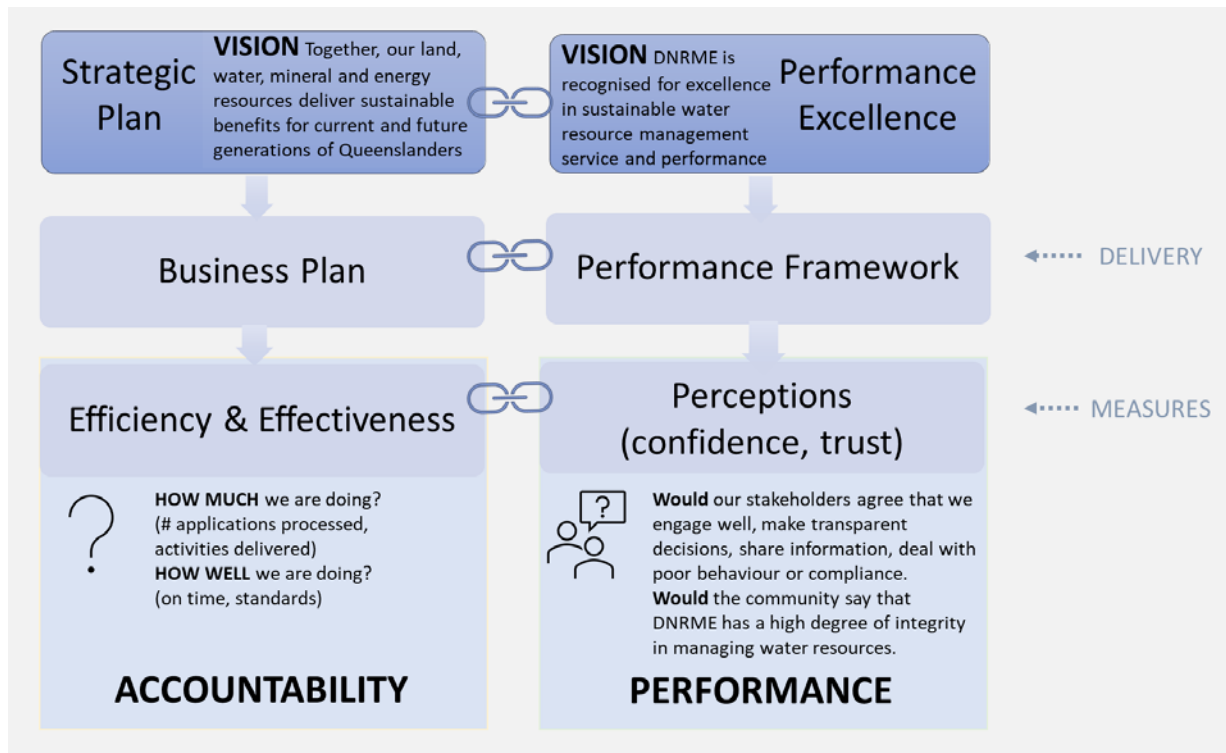 Strategic
Plan
VISION Together, our land,
water, mineral and energy
resources deliver sustainable
benefits for current and future
generations of Queenslanders
VISION DNRME is
recognised for excellence
in sustainable water
resource management
service and performance
Performance
Excellence
Business Plan
Performance Framework
DELIVERY
Efficiency & Effectiveness
Perceptions
(confidence, trust)
MEASURES
?
HOW MUCH we are doing?
(# applications processed,
activities delivered)
HOW WELL we are doing?
(on time, standards)
ACCOUNTABILITY
?
Would our stakeholders agree that we
engage well, make transparent
decisions, share information, deal with
poor behaviour or compliance.
Would the community say that
DNRME has a high degree of integrity
in managing water resources.
PERFORMANCE